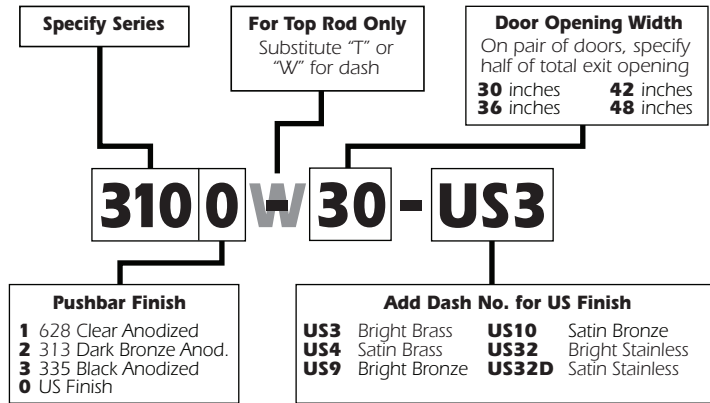 Specify Series
For Top Rod Only
Substitute “T” or
“W” for dash
Door Opening Width
On pair of doors, specify
half of total exit opening
30 inches 42 inches
36 inches 48 inches
310 0 W - 30 - US3
Pushbar Finish
1 628 Clear Anodized
2 313 Dark Bronze Anod.
3 335 Black Anodized
0 US Finish
Add Dash No. for US Finish
US3 Bright Brass US10 Satin Bronze
US4 Satin Brass US32 Bright Stainless
US9 Bright Bronze US32D Satin Stainless